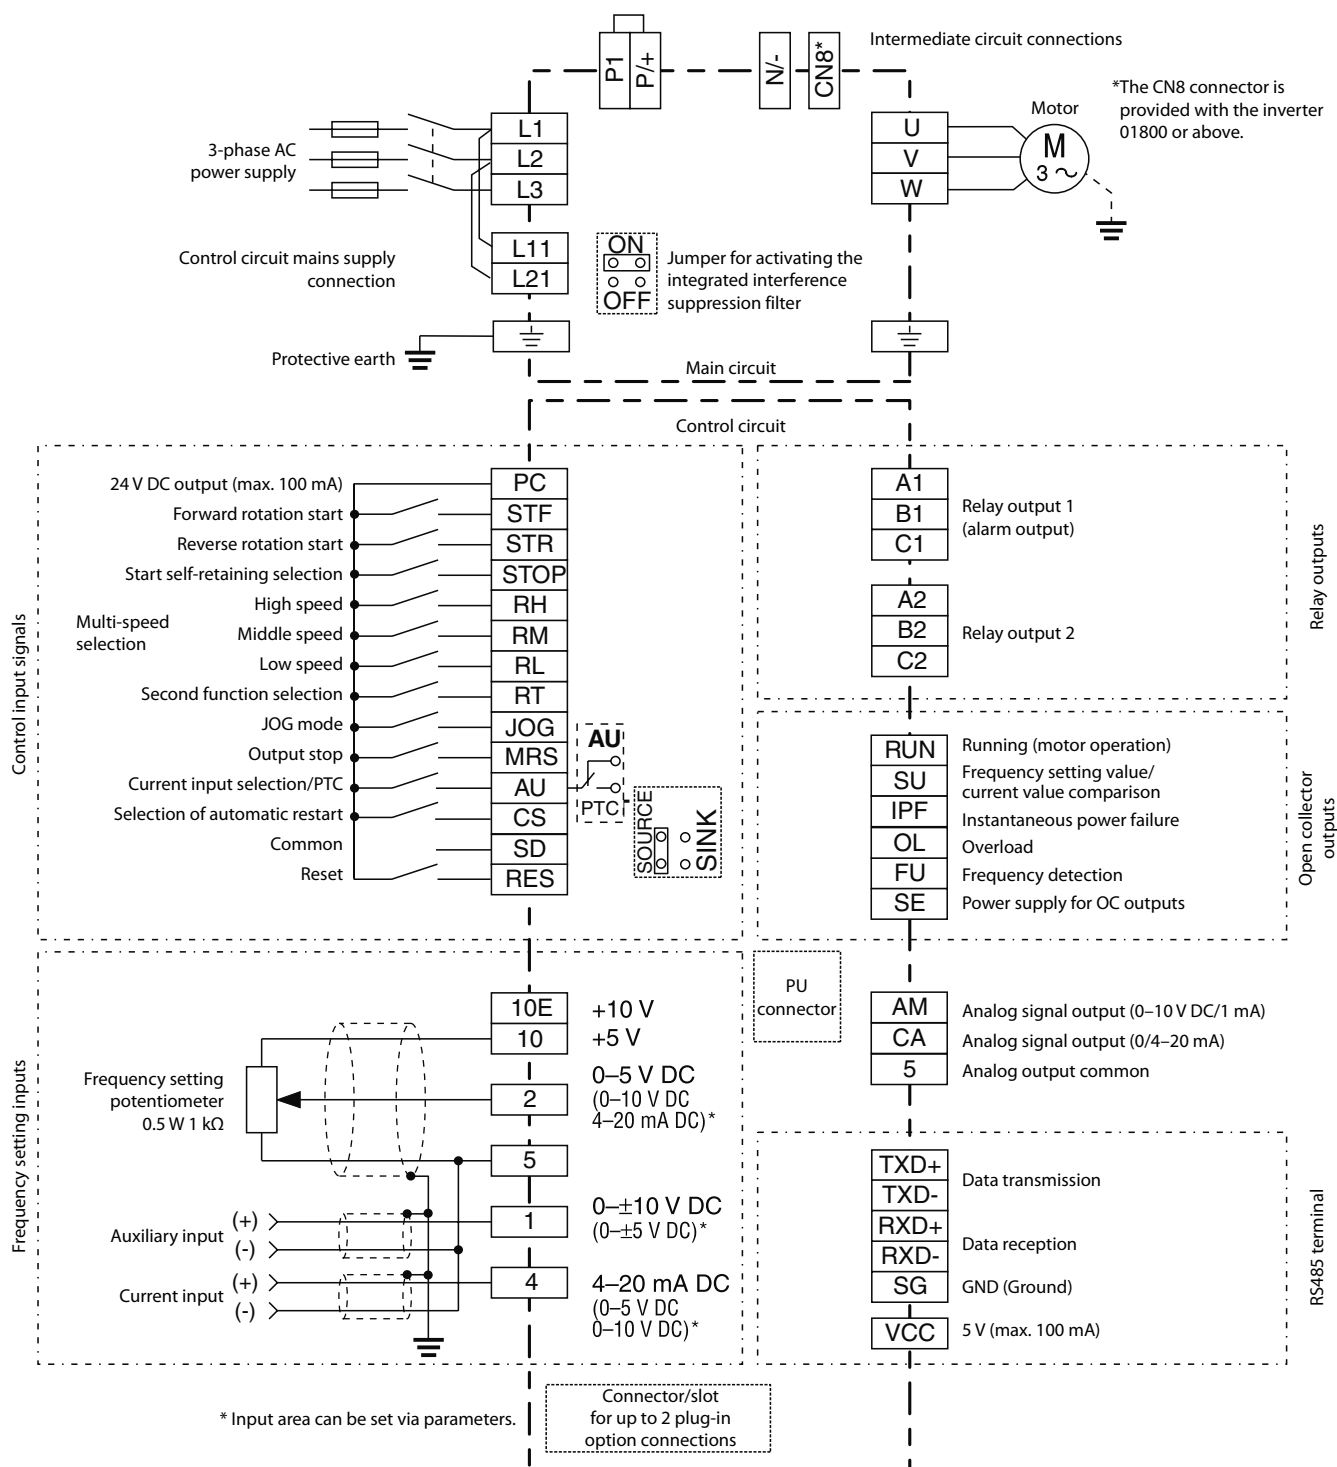 P1
P/+
N/-
CN8*
Intermediate circuit connections
*The CN8 connector is
provided with the inverter
01800 or above.
3-phase AC
power supply
L1
L2
L3
U
V
W
Motor
M
3 ~
Control circuit mains supply
connection
L11
L21
ON
OFF
Jumper for activating the
integrated interference
suppression filter
Protective earth
Main circuit
Control circuit
Control input signals
24 V DC output (max. 100 mA)
Forward rotation start
Reverse rotation start
Start self-retaining selection
Multi-speed
selection
High speed
Middle speed
Low speed
Second function selection
JOG mode
Output stop
Current input selection/PTC
Selection of automatic restart
Common
Reset
PC
STF
STR
STOP
RH
RM
RL
RT
JOG
MRS
AU
CS
SD
RES
AU
PTC
SOURCE
SINK
A1
B1
C1
Relay output 1
(alarm output)
A2
B2
C2
Relay output 2
Relay outputs
RUN
SU
IPF
OL
FU
SE
Running (motor operation)
Frequency setting value/
current value comparison
Instantaneous power failure
Overload
Frequency detection
Power supply for OC outputs
Open collector
outputs
Frequency setting inputs
Frequency setting
potentiometer
0.5 W 1 kΩ
10E
+10 V
10
+5 V
2
0–5 V DC
(0–10 V DC
4–20 mA DC)*
5
Auxiliary input
(+)
(-)
1
0–±10 V DC
(0–±5 V DC)*
Current input
(+)
(-)
4
4–20 mA DC
(0–5 V DC
0–10 V DC)*
PU
connector
AM
CA
5
Analog signal output (0–10 V DC/1 mA)
Analog signal output (0/4–20 mA)
Analog output common
TXD+
TXD-
Data transmission
RXD+
RXD-
Data reception
SG
GND (Ground)
VCC
5 V (max. 100 mA)
RS485 terminal
* Input area can be set via parameters.
Connector/slot
for up to 2 plug-in
option connections